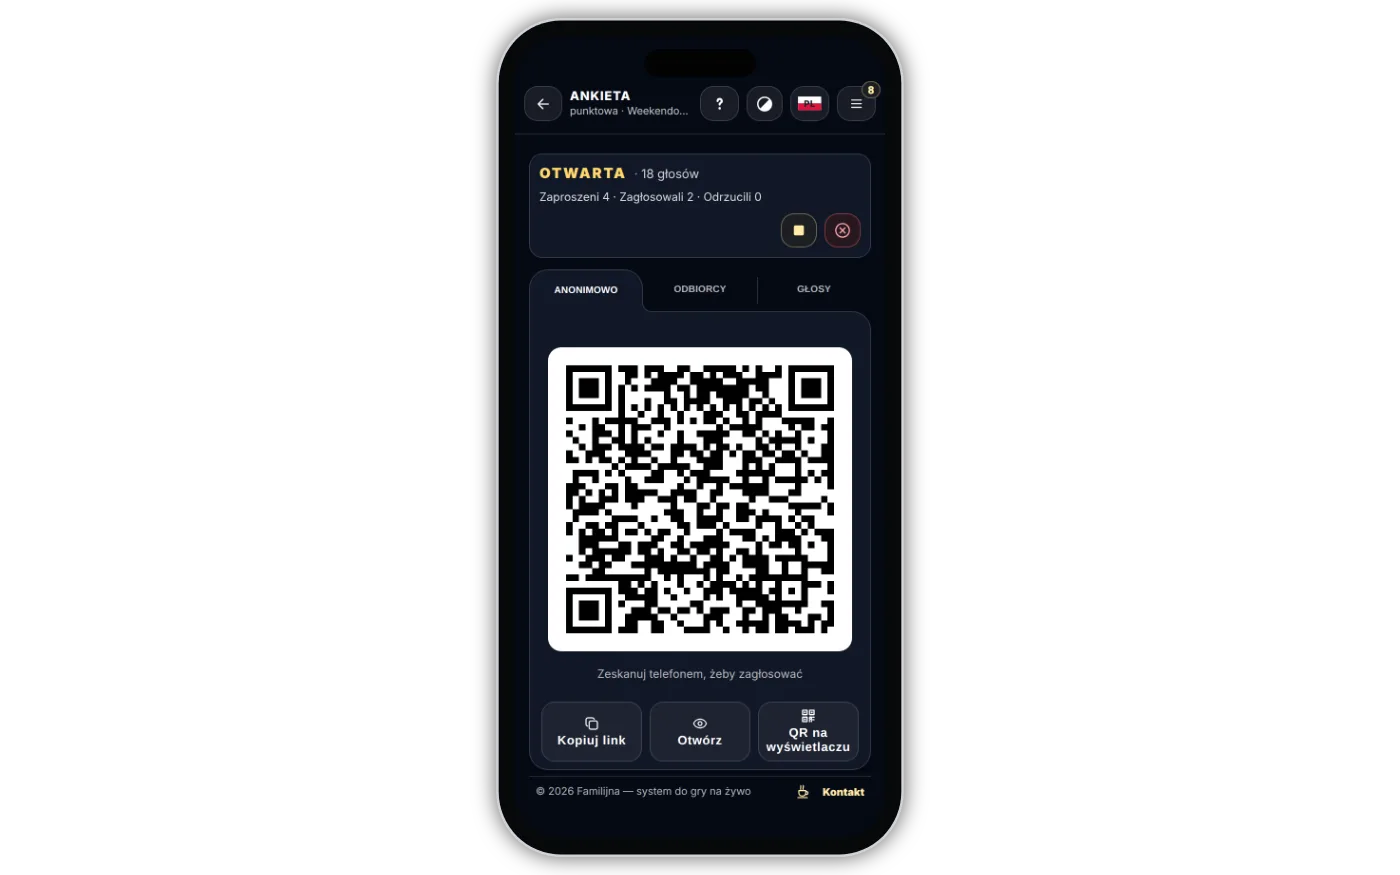 ANKIETA
punktowa · Weekendo...
?
PL
8
OTWARTA · 18 głosów
Zaproszeni 4 · Zagłosowali 2 · Odrzucili 0
ANONIMOWO
ODBIORCY
GŁOSY
Zeskanuj telefonem, żeby zagłosować
Kopiuj link
Otwórz
QR na
wyświetlaczu
© 2026 Familijna — system do gry na żywo
Kontakt